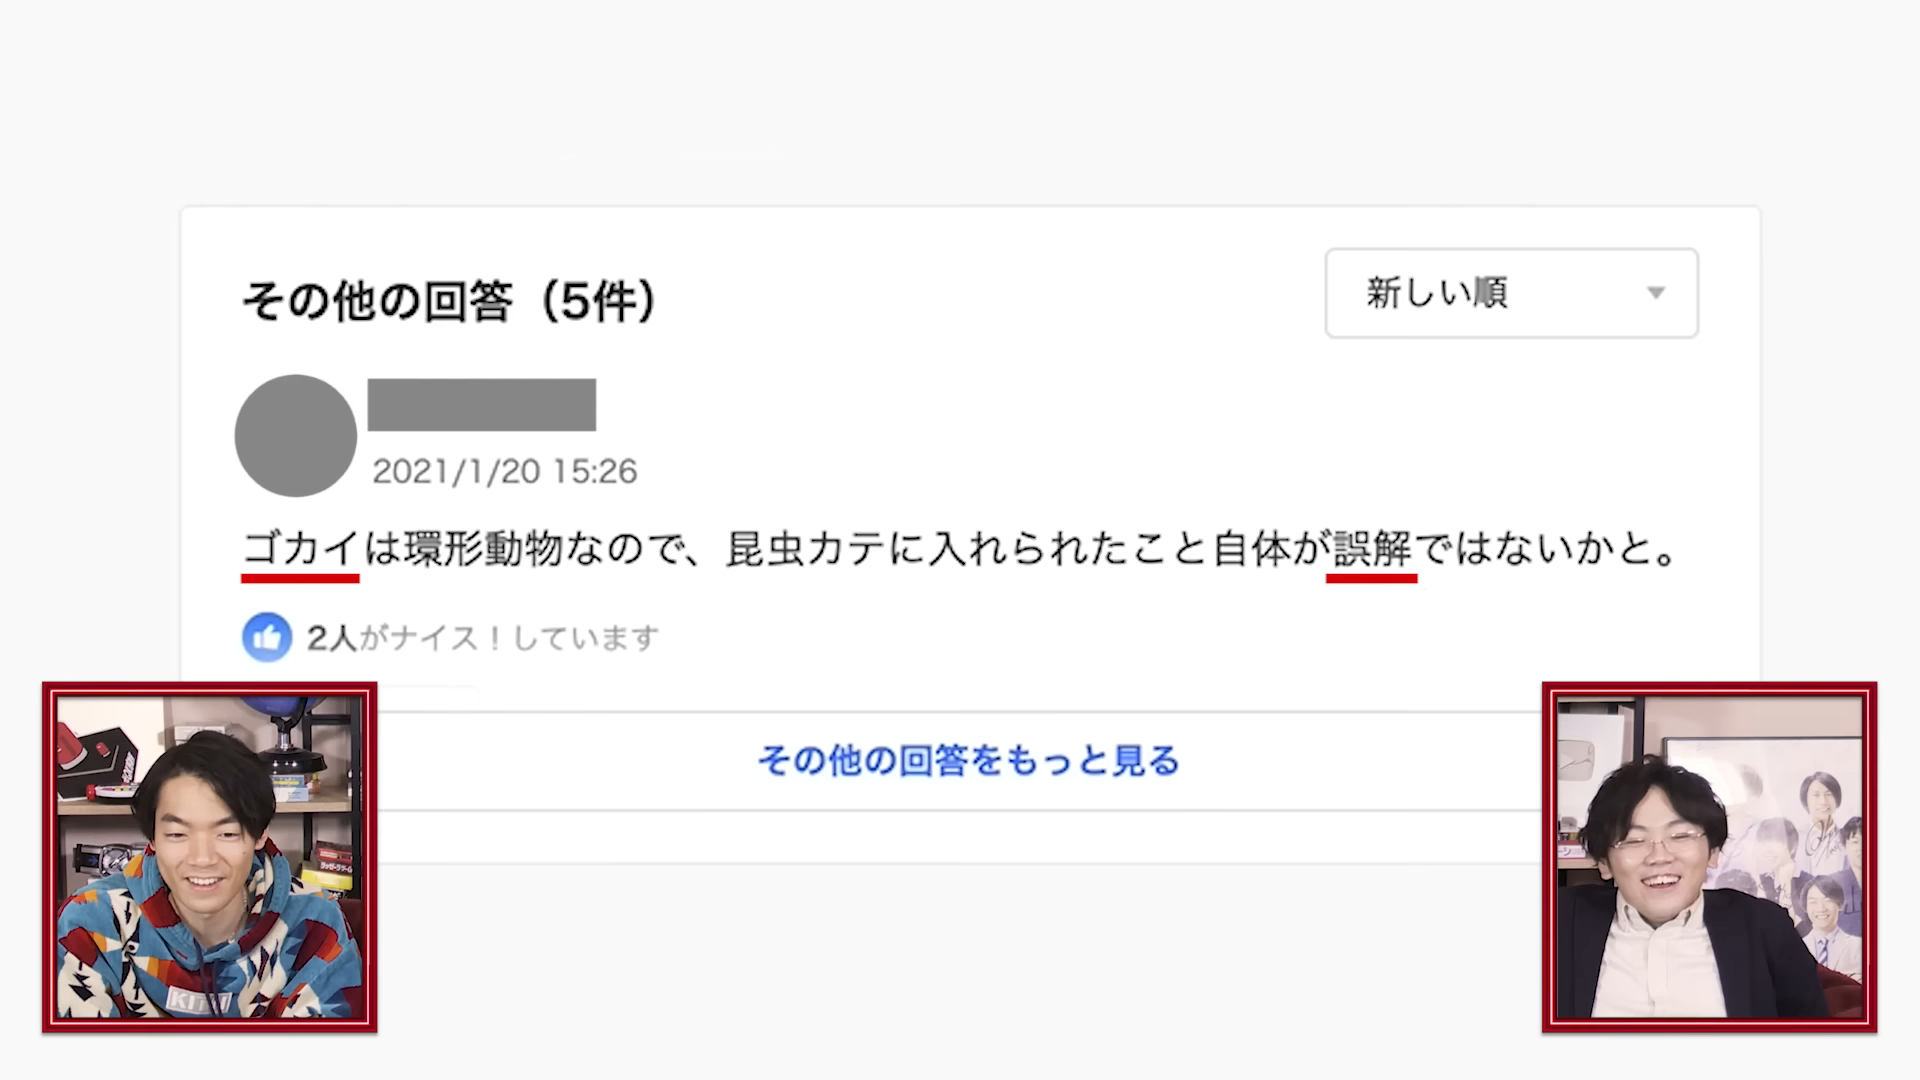 その他の回答（5件）
新しい順
2021/1/20 15:26
ゴカイは環形動物なので、昆虫カテに入れられたこと自体が誤解ではないかと。
2人がナイス！しています
その他の回答をもっと見る
KITH